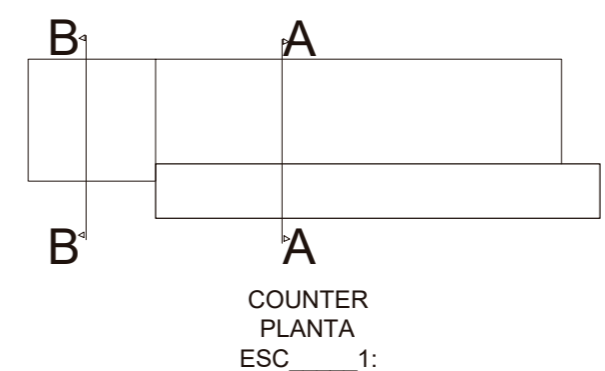 B A
B A
COUNTER
PLANTA
ESC_____1: